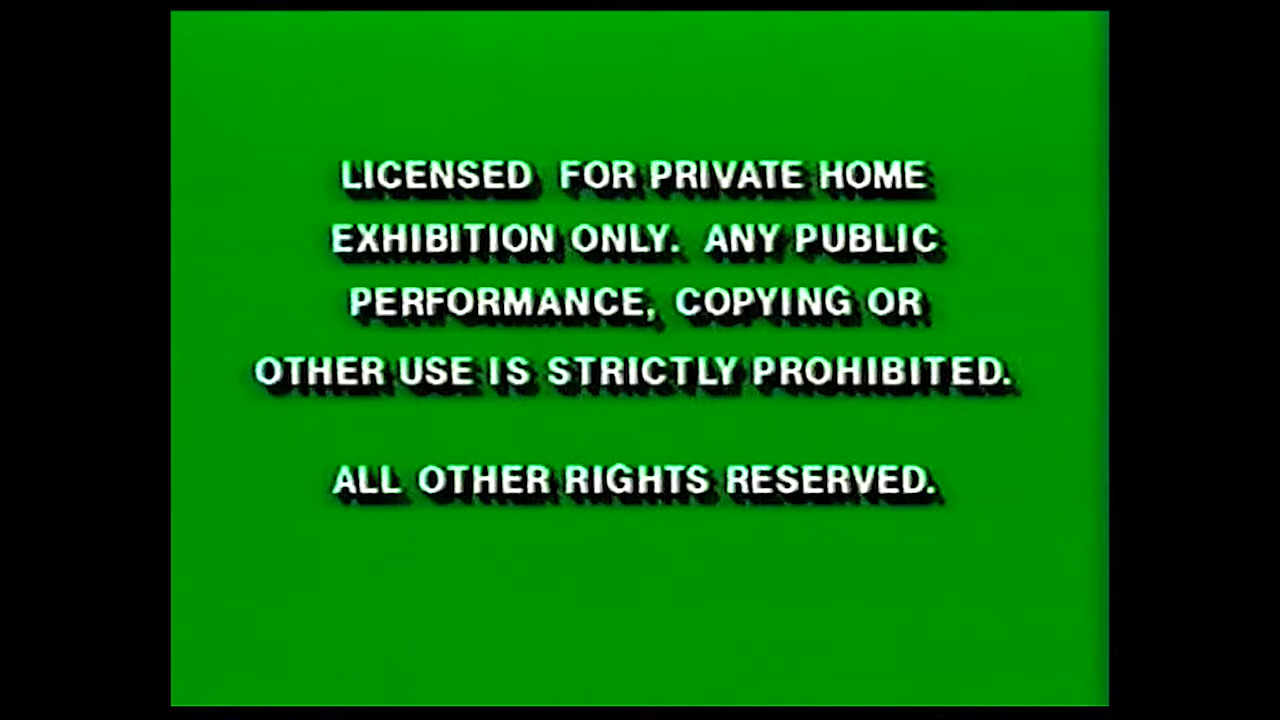 LICENSED FOR PRIVATE HOME
EXHIBITION ONLY. ANY PUBLIC
PERFORMANCE, COPYING OR
OTHER USE IS STRICTLY PROHIBITED.
ALL OTHER RIGHTS RESERVED.